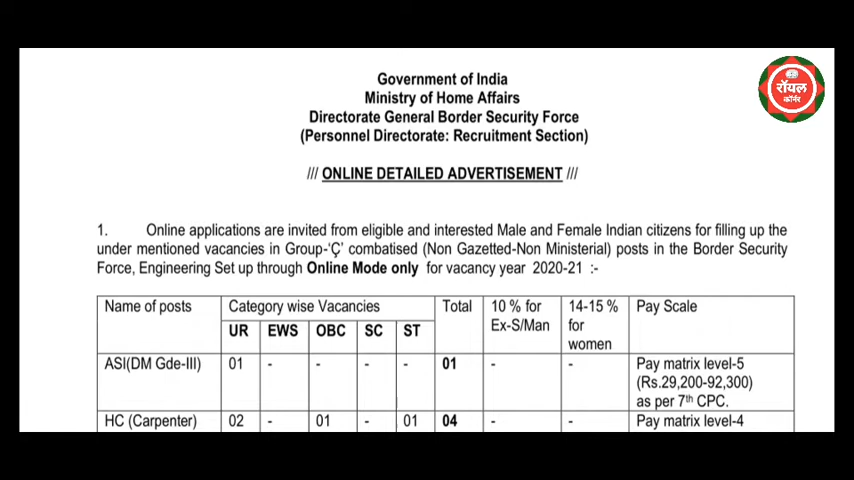 Government of India
Ministry of Home Affairs
Directorate General Border Security Force
(Personnel Directorate: Recruitment Section)
/// ONLINE DETAILED ADVERTISEMENT ///
रॉयल
कॉर्नर
1. Online applications are invited from eligible and interested Male and Female Indian citizens for filling up the
under mentioned vacancies in Group-‘Ç’ combatised (Non Gazetted-Non Ministerial) posts in the Border Security
Force, Engineering Set up through Online Mode only for vacancy year 2020-21 :-
Name of posts Category wise Vacancies Total 10 % for 14-15 % Pay Scale
UR EWS OBC SC ST Ex-S/Man for
women
ASI(DM Gde-III) 01 - - - - 01 - - Pay matrix level-5
(Rs.29,200-92,300)
as per 7th CPC.
HC (Carpenter) 02 - 01 - 01 04 - - Pay matrix level-4